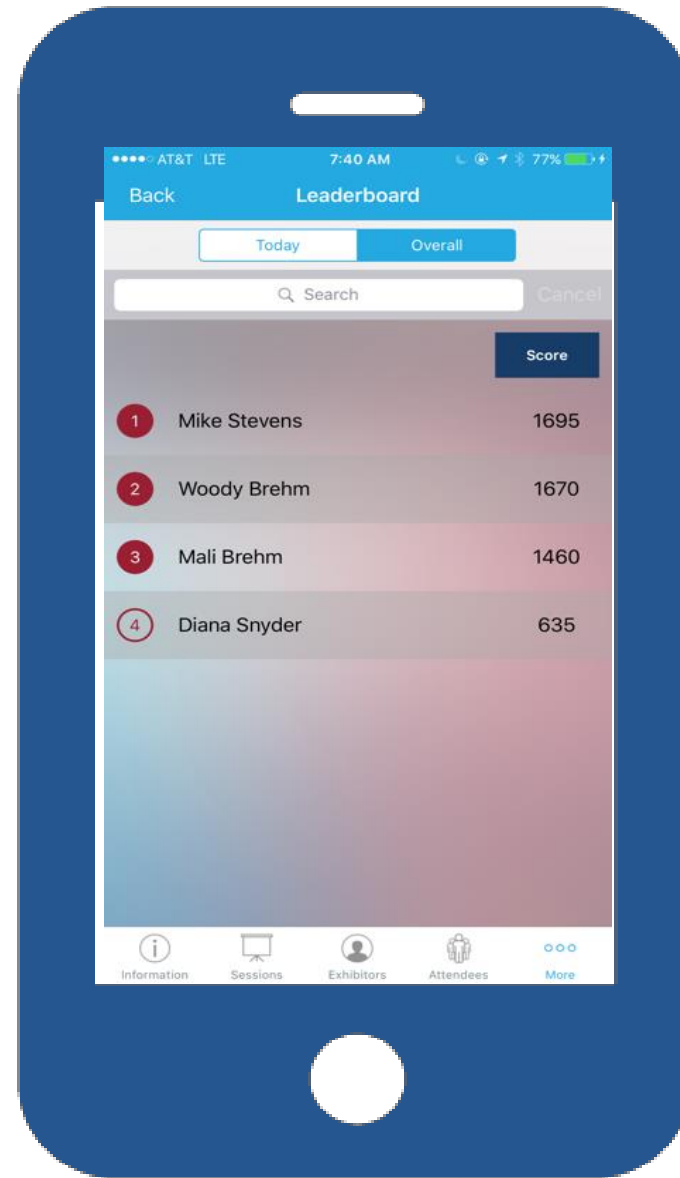 AT&T LTE 7:40 AM 77%
Back Leaderboard
Today Overall
Search Cancel
Score
1 Mike Stevens 1695
2 Woody Brehm 1670
3 Mali Brehm 1460
4 Diana Snyder 635
Information Sessions Exhibitors Attendees More